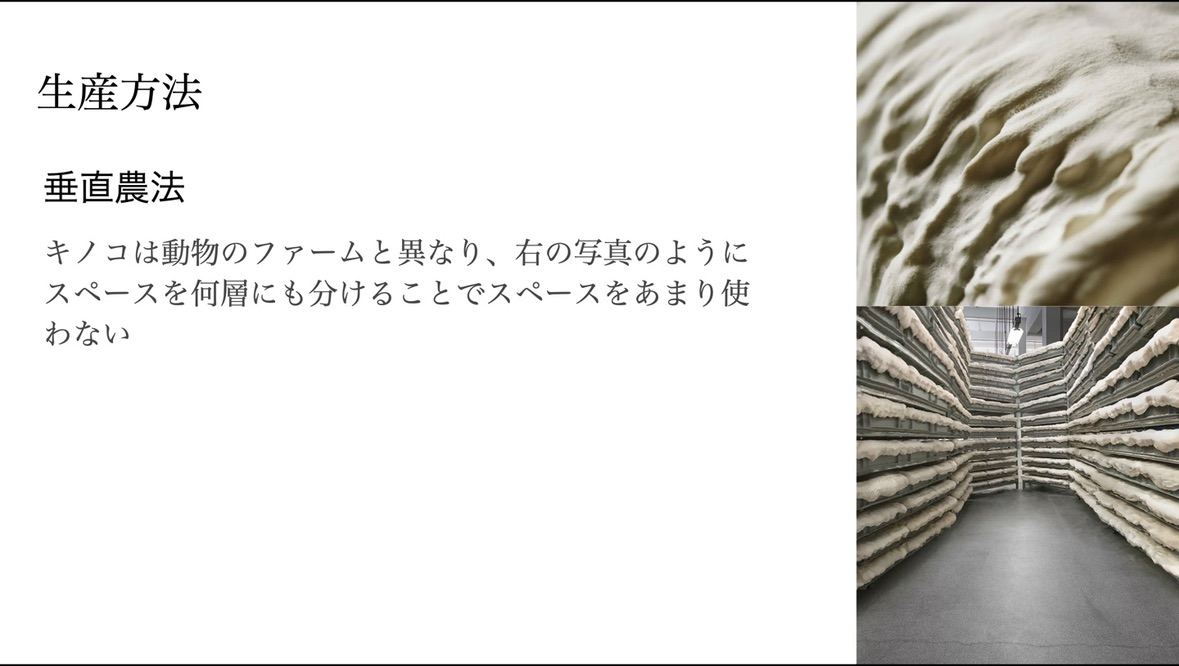 生産方法
垂直農法
キノコは動物のファームと異なり、右の写真のように
スペースを何層にも分けることでスペースをあまり使
わない